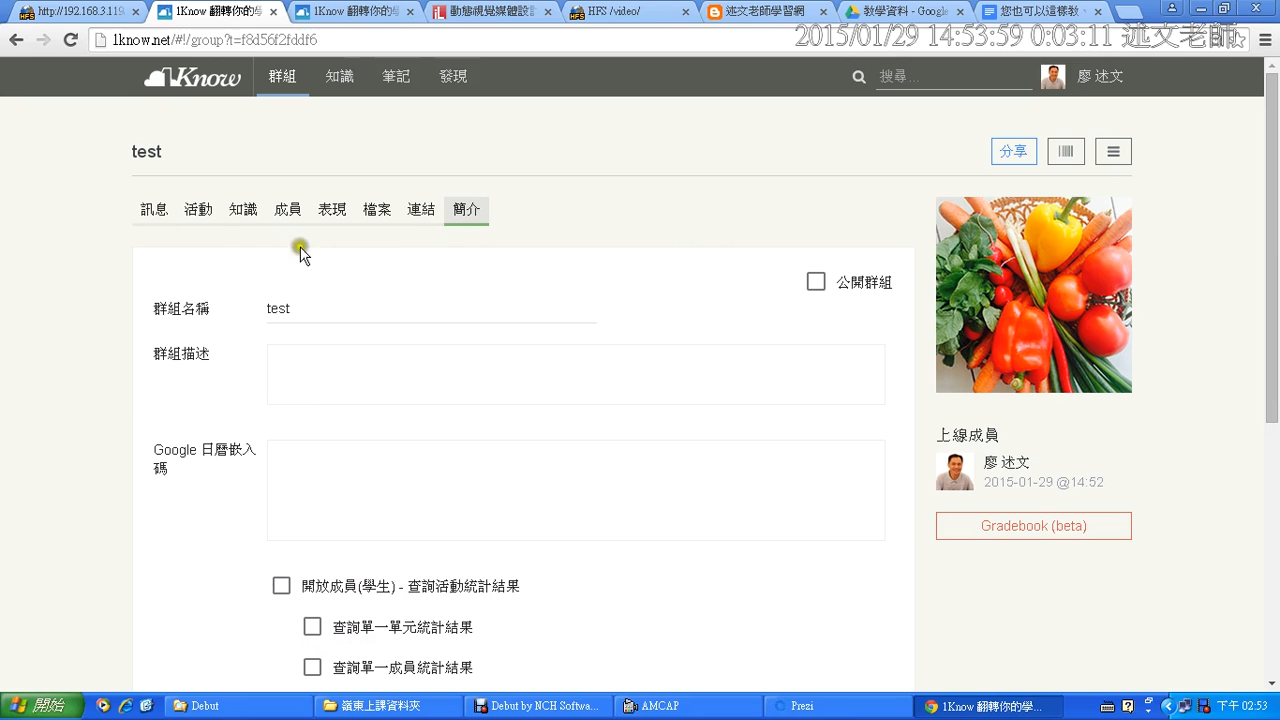 http://192.168.3.119
1Know 翻轉你的學
1Know 翻轉你的學
動態視覺媒體設
HFS /video/
述文老師學習網
教學資料 - Google
您也可以這樣教、
1know.net/#!/group?t=f8d56f2fddf6
2015/01/29 14:53:59 0:03:11 述文老師
1Know
群組
知識
筆記
發現
搜尋...
廖 述文
test
分享
訊息
活動
知識
成員
表現
檔案
連結
簡介
公開群組
群組名稱
test
群組描述
Google 日曆嵌入
碼
開放成員(學生) - 查詢活動統計結果
查詢單一單元統計結果
查詢單一成員統計結果
上線成員
廖 述文
2015-01-29 @14:52
Gradebook (beta)
開始
Debut
嶺東上課資料夾
Debut by NCH Softwa...
AMCAP
Prezi
1Know 翻轉你的學...
下午 02:53